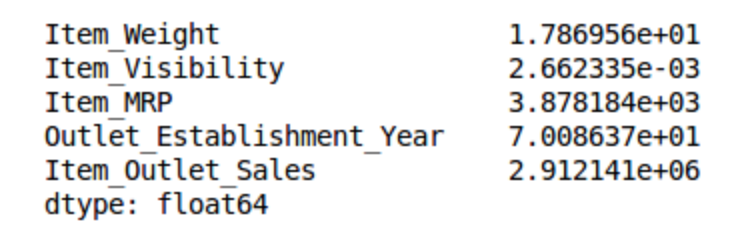 Item_Weight 1.786956e+01
Item_Visibility 2.662335e-03
Item_MRP 3.878184e+03
Outlet_Establishment_Year 7.008637e+01
Item_Outlet_Sales 2.912141e+06
dtype: float64